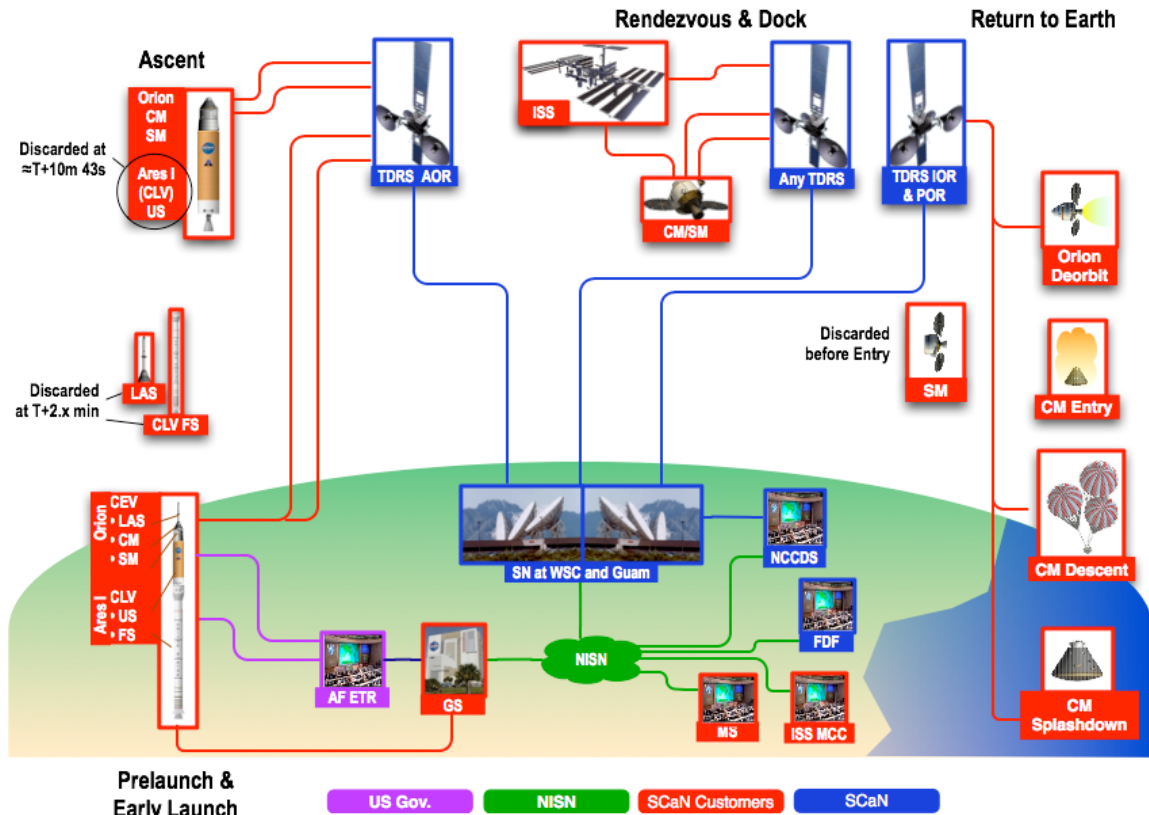 Rendezvous & Dock
Return to Earth
Ascent
Orion
CM
SM
Ares I
(CLV)
US
Discarded at
≈T+10m 43s
TDRS AOR
ISS
CM/SM
Any TDRS
TDRS IOR
& POR
Orion
Deorbit
Discarded
before Entry
SM
CM Entry
LAS
Discarded
at T+2.x min
CLV FS
Orion
CEV
• LAS
• CM
• SM
Ares I
CLV
• US
• FS
SN at WSC and Guam
NCCDS
CM Descent
FDF
NISN
AF ETR
GS
MS
ISS MCC
CM
Splashdown
Prelaunch &
Early Launch
US Gov.
NISN
SCaN Customers
SCaN